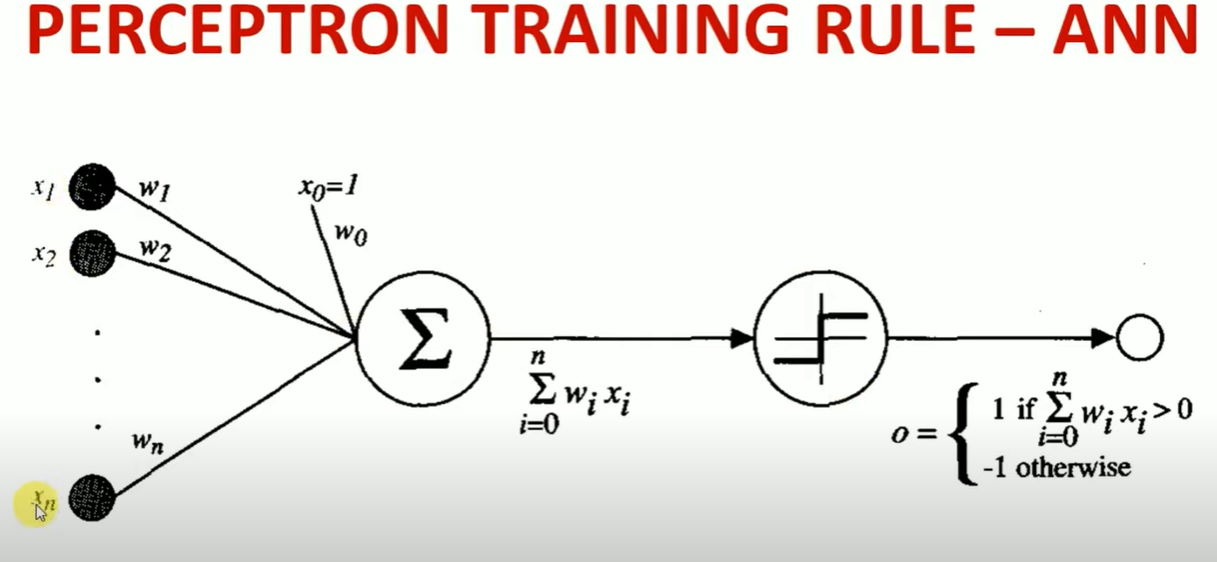 PERCEPTRON TRAINING RULE – ANN
x1
w1
x0=1
w0
x2
w2
Σ
n
Σ wi xi
i=0
wn
xn
n
o = { 1 if Σ wi xi > 0
i=0
-1 otherwise